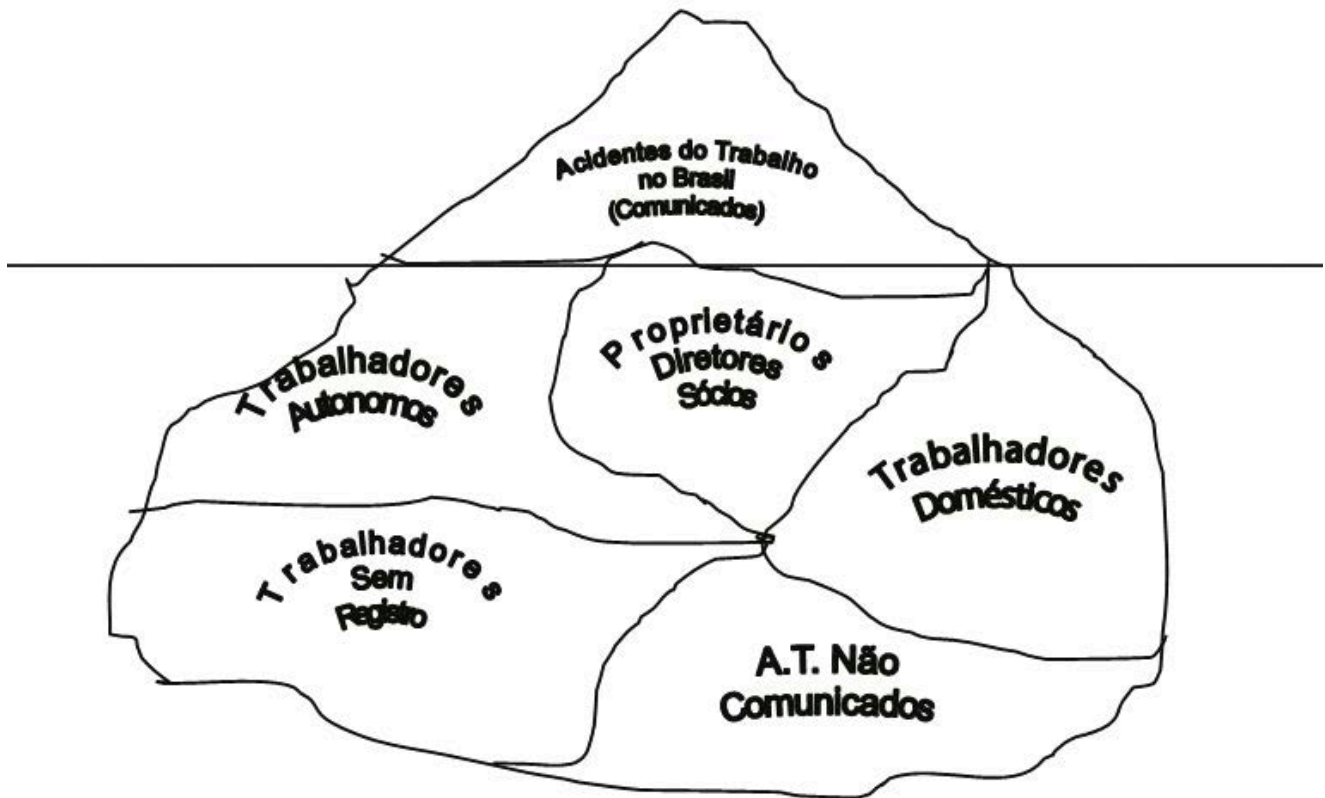 Acidentes do Trabalho
no Brasil
(Comunicados)
Proprietários
Diretores
Sócios
Trabalhadores
Autonomos
Trabalhadores
Domésticos
Trabalhadores
Sem
Registro
A.T. Não
Comunicados